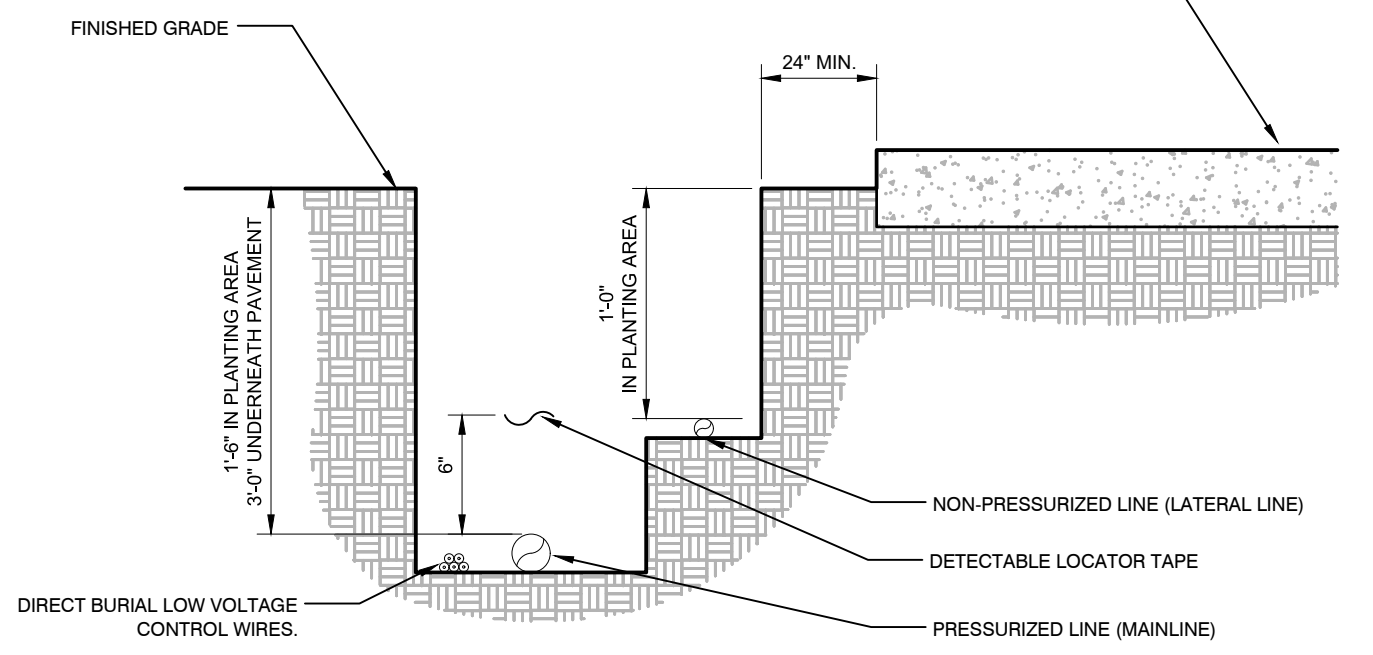 FINISHED GRADE
24" MIN.
1'-6" IN PLANTING AREA
3'-0" UNDERNEATH PAVEMENT
1'-0"
IN PLANTING AREA
6"
NON-PRESSURIZED LINE (LATERAL LINE)
DETECTABLE LOCATOR TAPE
DIRECT BURIAL LOW VOLTAGE
CONTROL WIRES.
PRESSURIZED LINE (MAINLINE)